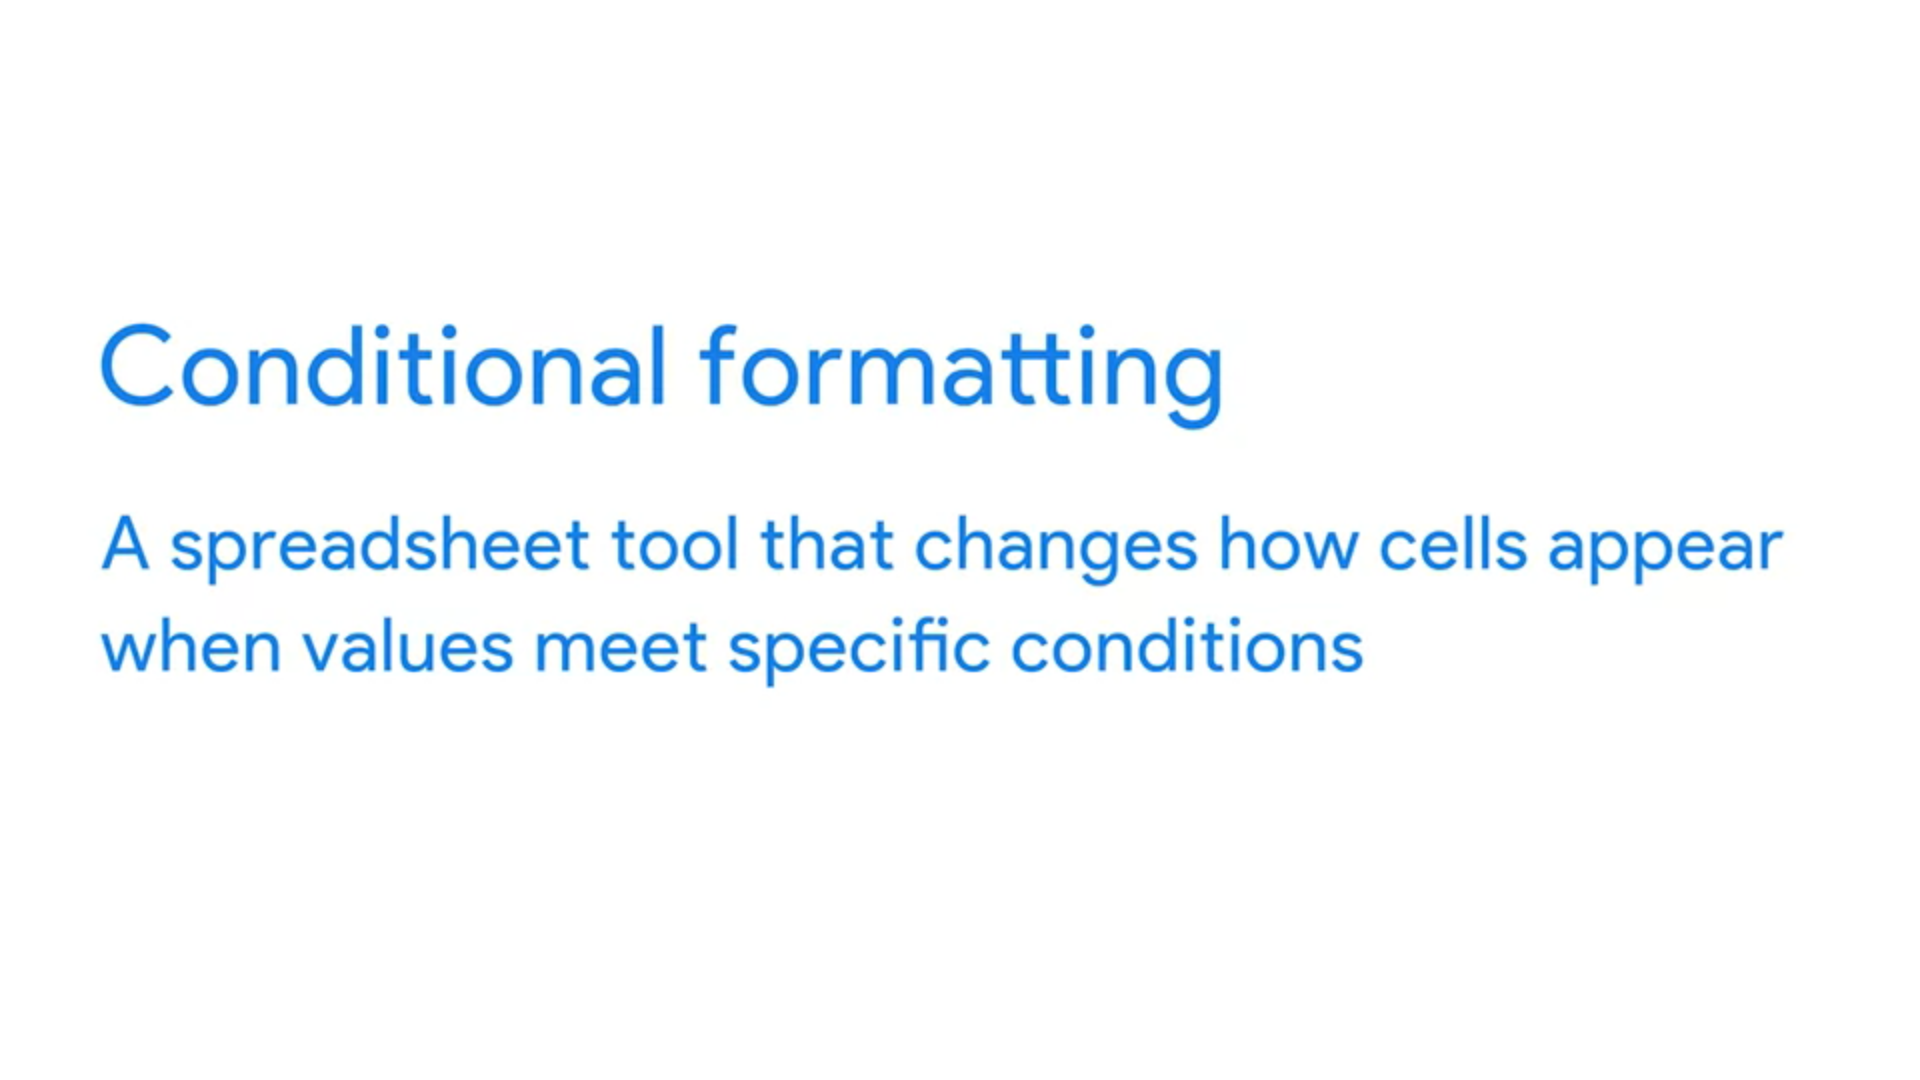 Conditional formatting
A spreadsheet tool that changes how cells appear
when values meet specific conditions